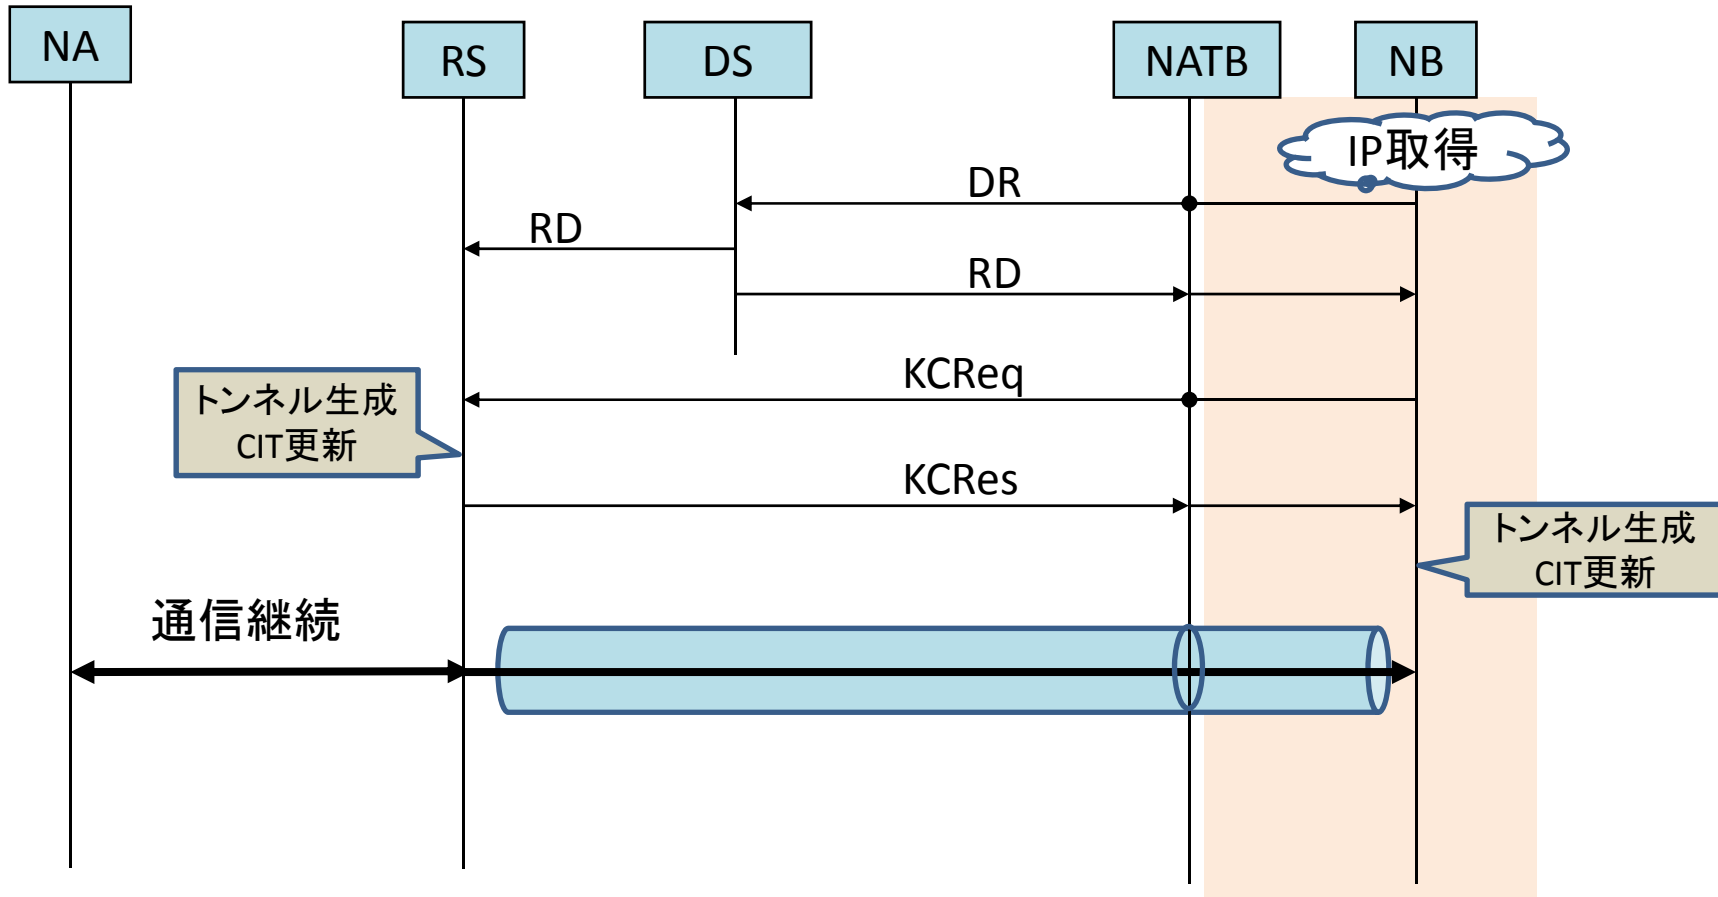 NA
RS
DS
NATB
NB
IP取得
DR
RD
RD
KCReq
トンネル生成
CIT更新
KCRes
トンネル生成
CIT更新
通信継続